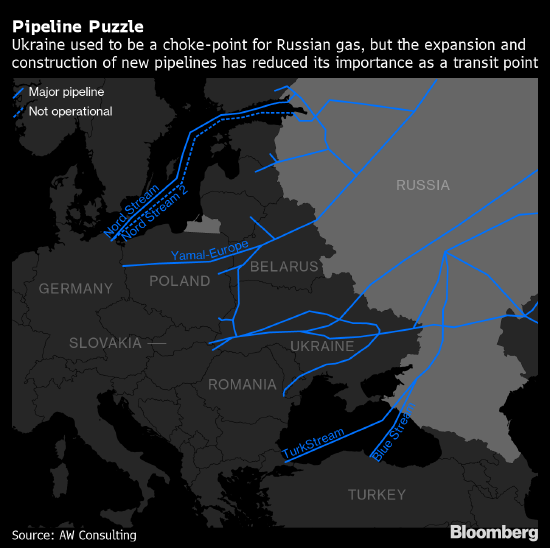 Pipeline Puzzle
Ukraine used to be a choke-point for Russian gas, but the expansion and
construction of new pipelines has reduced its importance as a transit point
Major pipeline
Not operational
Nord Stream
Nord Stream 2
RUSSIA
Yamal-Europe
BELARUS
POLAND
GERMANY
SLOVAKIA
UKRAINE
ROMANIA
TurkStream
Blue Stream
TURKEY
Source: AW Consulting
Bloomberg